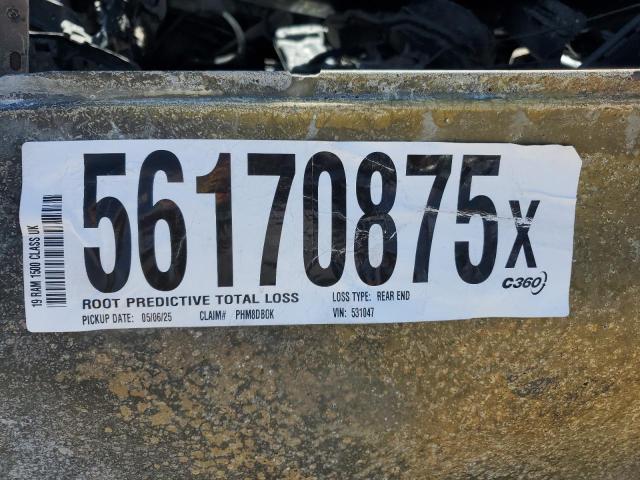 19 RAM 1500 CLASS UK
56170875X
C360
ROOT PREDICTIVE TOTAL LOSS
LOSS TYPE: REAR END
PICKUP DATE: 05/06/25 CLAIM# PHM8DBOK VIN: 531047